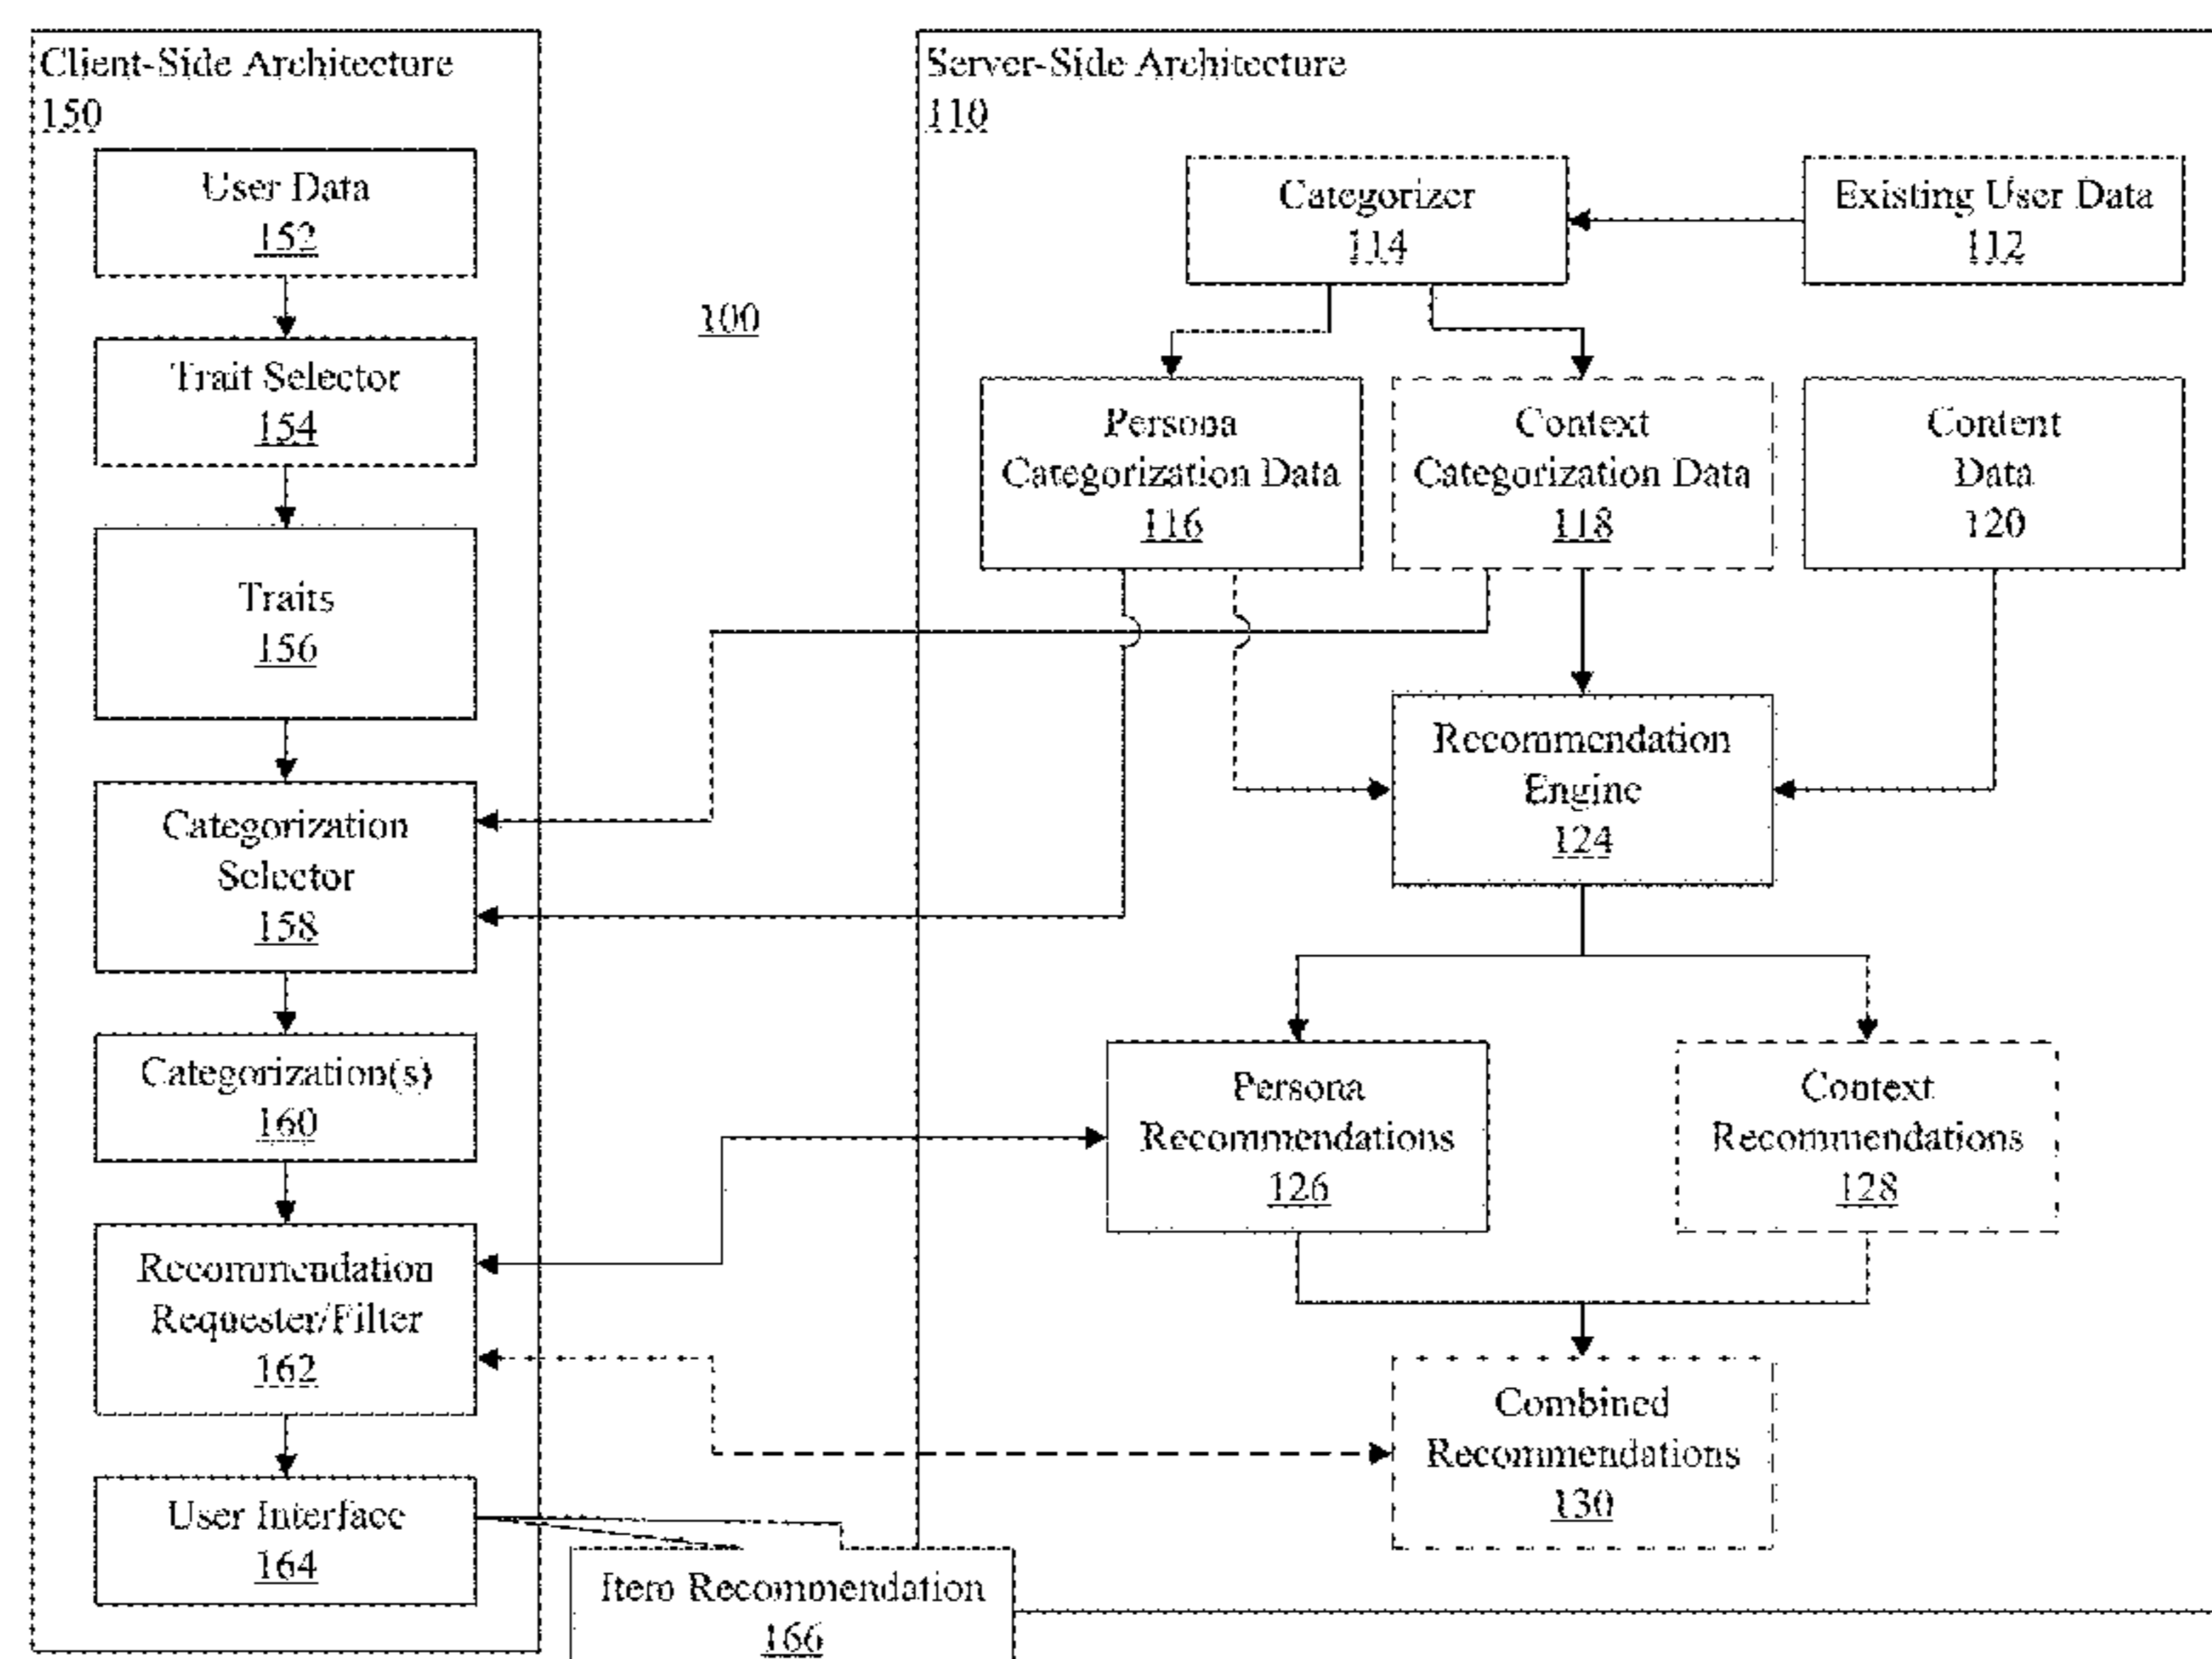 Client-Side Architecture
150
User Data
152
Trait Selector
154
Traits
156
Categorization
Selector
158
Categorization(s)
160
Recommendation
Requester/Filter
162
User Interface
164
100
Server-Side Architecture
110
Categorizer
114
Existing User Data
112
Persona
Categorization Data
116
Context
Categorization Data
118
Content
Data
120
Recommendation
Engine
124
Persona
Recommendations
126
Context
Recommendations
128
Combined
Recommendations
130
Item Recommendation
166